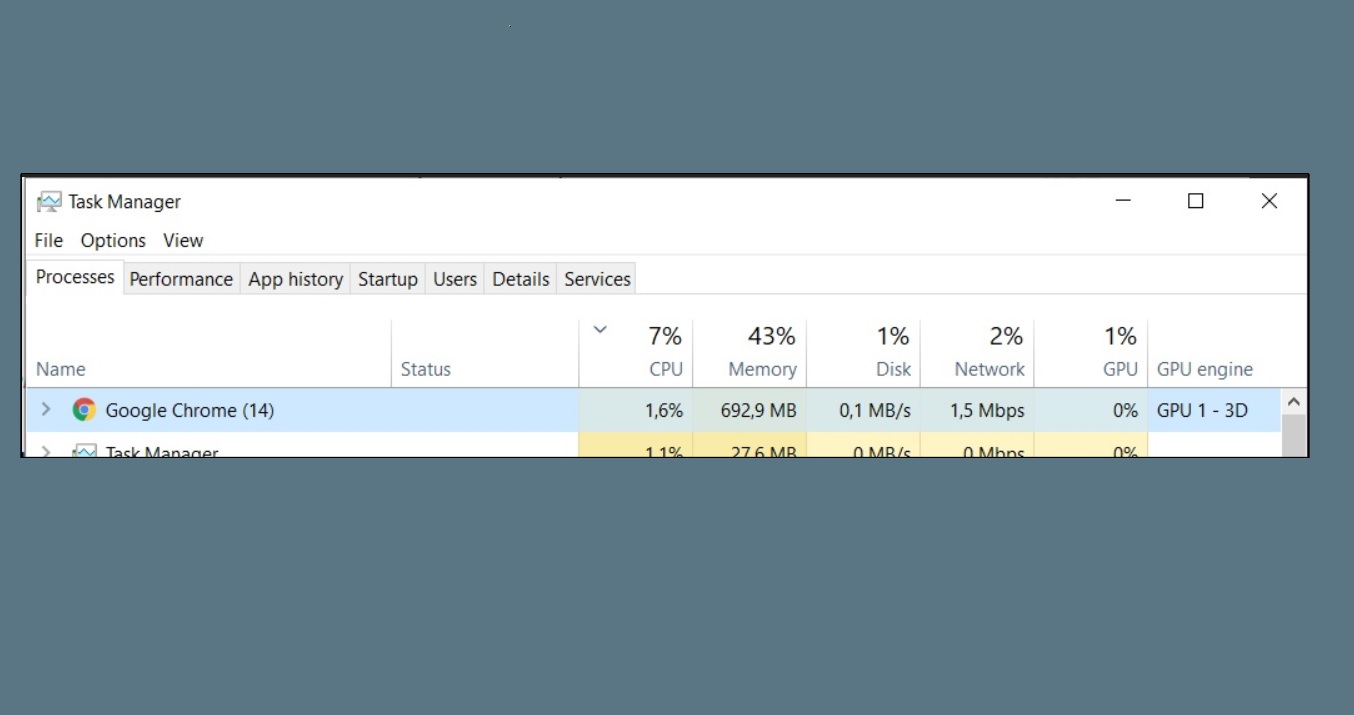 Task Manager
File Options View
Processes Performance App history Startup Users Details Services
7% 43% 1% 2% 1%
Name Status CPU Memory Disk Network GPU GPU engine
Google Chrome (14) 1,6% 692,9 MB 0,1 MB/s 1,5 Mbps 0% GPU 1 - 3D
Task Manager 1,1% 27,6 MB 0 MB/s 0 Mbps 0%